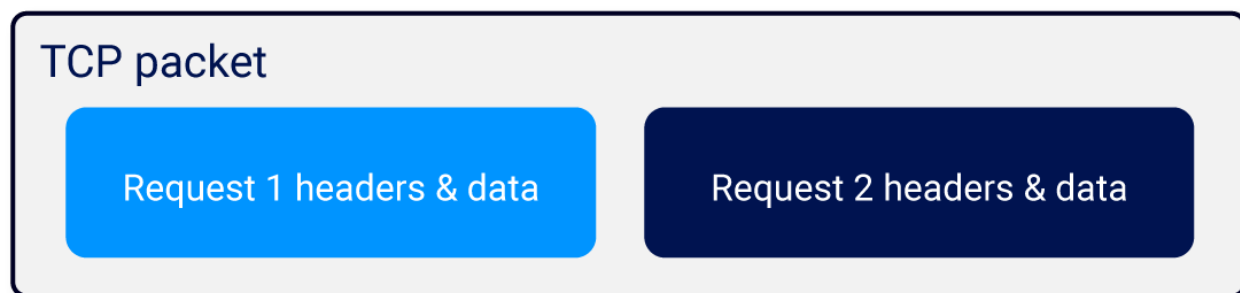 TCP packet
Request 1 headers & data
Request 2 headers & data